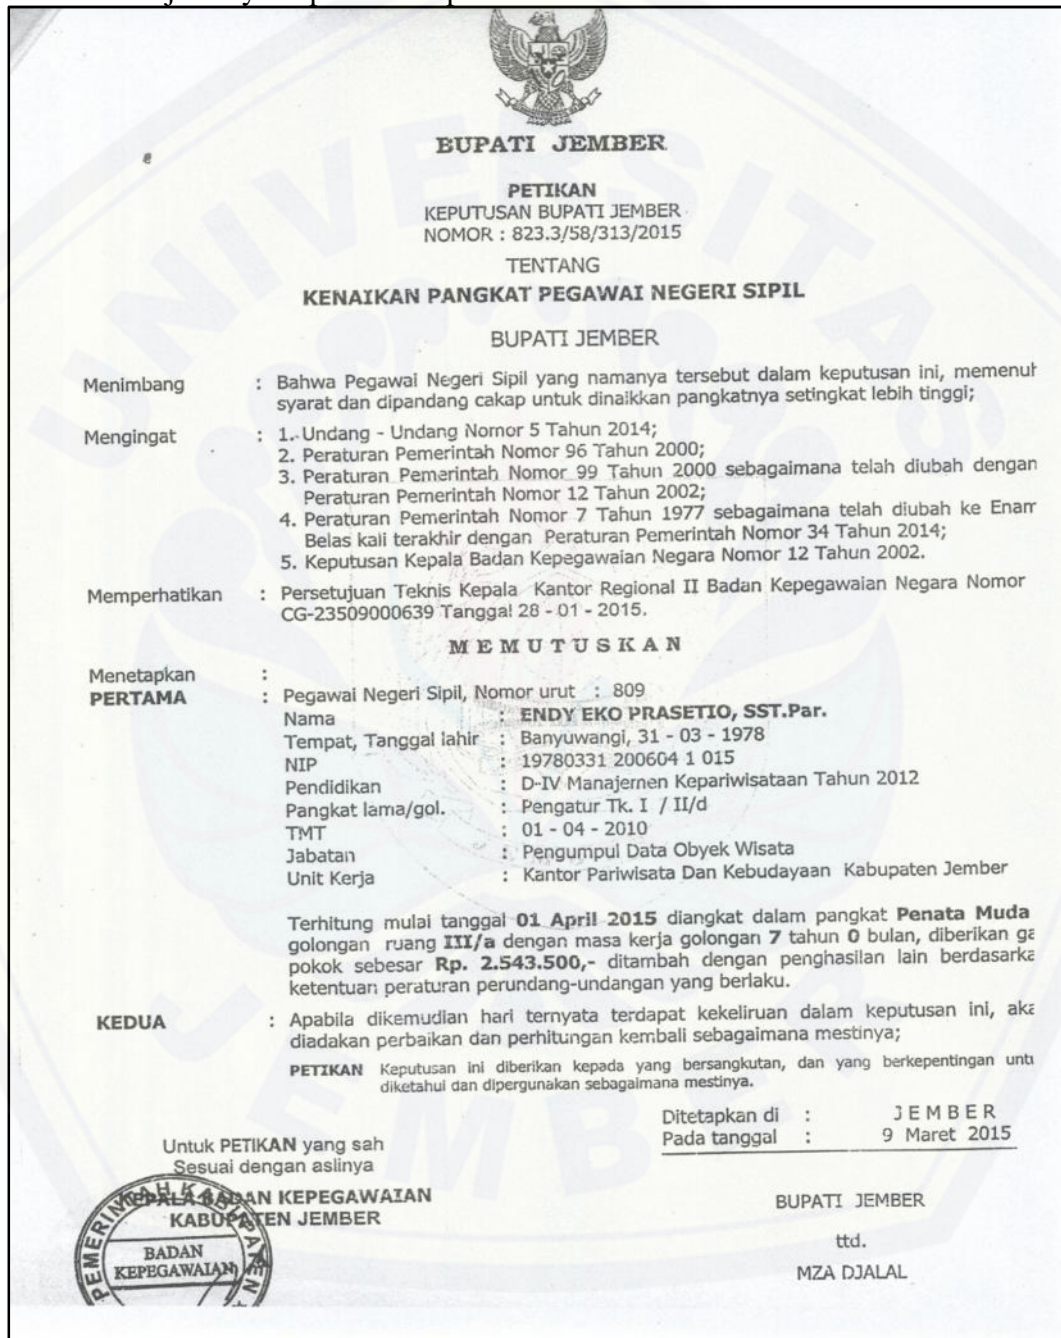 BUPATI JEMBER
PETIKAN
KEPUTUSAN BUPATI JEMBER
NOMOR : 823.3/58/313/2015
TENTANG
KENAIKAN PANGKAT PEGAWAI NEGERI SIPIL
BUPATI JEMBER
Menimbang : Bahwa Pegawai Negeri Sipil yang namanya tersebut dalam keputusan ini, memenuh
syarat dan dipandang cakap untuk dinaikkan pangkatnya setingkat lebih tinggi;
Mengingat : 1. Undang - Undang Nomor 5 Tahun 2014;
2. Peraturan Pemerintah Nomor 96 Tahun 2000;
3. Peraturan Pemerintah Nomor 99 Tahun 2000 sebagaimana telah diubah dengan
Peraturan Pemerintah Nomor 12 Tahun 2002;
4. Peraturan Pemerintah Nomor 7 Tahun 1977 sebagaimana telah diubah ke Enam
Belas kali terakhir dengan Peraturan Pemerintah Nomor 34 Tahun 2014;
5. Keputusan Kepala Badan Kepegawaian Negara Nomor 12 Tahun 2002.
Memperhatikan : Persetujuan Teknis Kepala Kantor Regional II Badan Kepegawaian Negara Nomor
CG-23509000639 Tanggal 28 - 01 - 2015.
M E M U T U S K A N
Menetapkan :
PERTAMA : Pegawai Negeri Sipil, Nomor urut : 809
Nama : ENDY EKO PRASETIO, SST.Par.
Tempat, Tanggal lahir : Banyuwangi, 31 - 03 - 1978
NIP : 19780331 200604 1 015
Pendidikan : D-IV Manajemen Kepariwisataan Tahun 2012
Pangkat lama/gol. : Pengatur Tk. I / II/d
TMT : 01 - 04 - 2010
Jabatan : Pengumpul Data Obyek Wisata
Unit Kerja : Kantor Pariwisata Dan Kebudayaan Kabupaten Jember
Terhitung mulai tanggal 01 April 2015 diangkat dalam pangkat Penata Muda
golongan ruang III/a dengan masa kerja golongan 7 tahun 0 bulan, diberikan ga
pokok sebesar Rp. 2.543.500,- ditambah dengan penghasilan lain berdasarka
ketentuan peraturan perundang-undangan yang berlaku.
KEDUA : Apabila dikemudian hari ternyata terdapat kekeliruan dalam keputusan ini, aka
diadakan perbaikan dan perhitungan kembali sebagaimana mestinya;
PETIKAN Keputusan ini diberikan kepada yang bersangkutan, dan yang berkepentingan untu
diketahui dan dipergunakan sebagaimana mestinya.
Ditetapkan di : J E M B E R
Pada tanggal : 9 Maret 2015
Untuk PETIKAN yang sah
Sesuai dengan aslinya
KEPALA BADAN KEPEGAWAIAN
KABUPATEN JEMBER
BUPATI JEMBER
ttd.
MZA DJALAL
PEMERINTAH KABUPATEN
BADAN
KEPEGAWAIAN
UNIVERSITAS
JEMBER